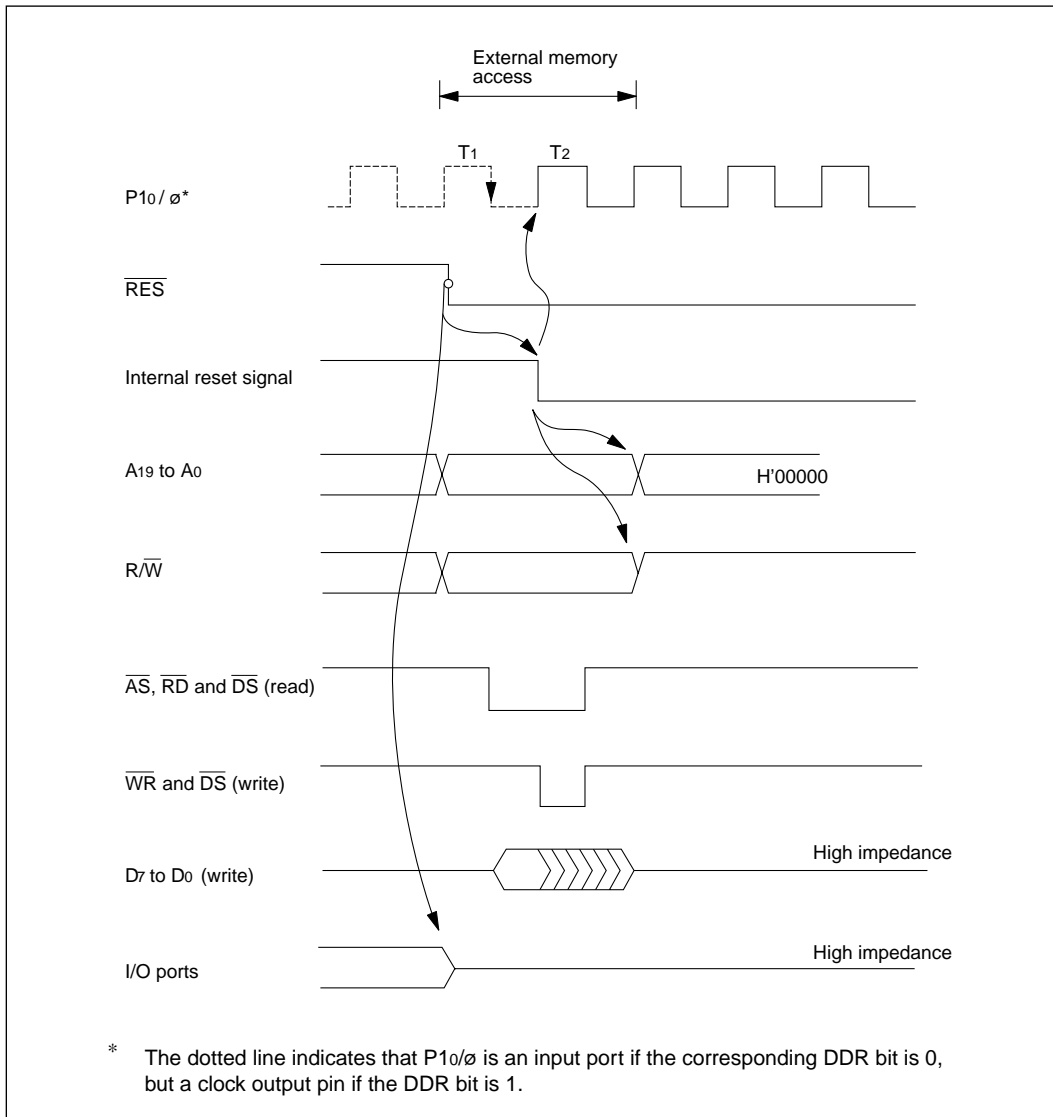 External memory
access
T1 T2
P10 / ø*
RES
Internal reset signal
A19 to A0
H'00000
R/W
AS, RD and DS (read)
WR and DS (write)
High impedance
D7 to D0 (write)
High impedance
I/O ports
* The dotted line indicates that P10/ø is an input port if the corresponding DDR bit is 0,
but a clock output pin if the DDR bit is 1.